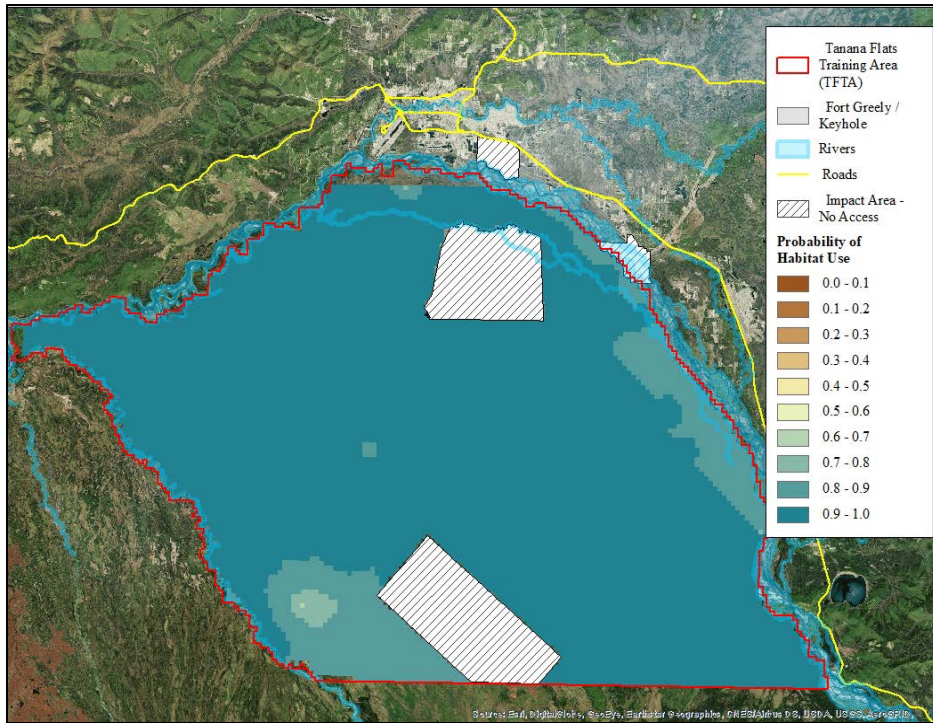 Tanana Flats
Training Area
(TFTA)
Fort Greely /
Keyhole
Rivers
Roads
Impact Area -
No Access
Probability of
Habitat Use
0.0 - 0.1
0.1 - 0.2
0.2 - 0.3
0.3 - 0.4
0.4 - 0.5
0.5 - 0.6
0.6 - 0.7
0.7 - 0.8
0.8 - 0.9
0.9 - 1.0
Source: Esri, DigitalGlobe, GeoEye, Earthstar Geographics, CNES/Airbus DS, USDA, USGS, AeroGRID,